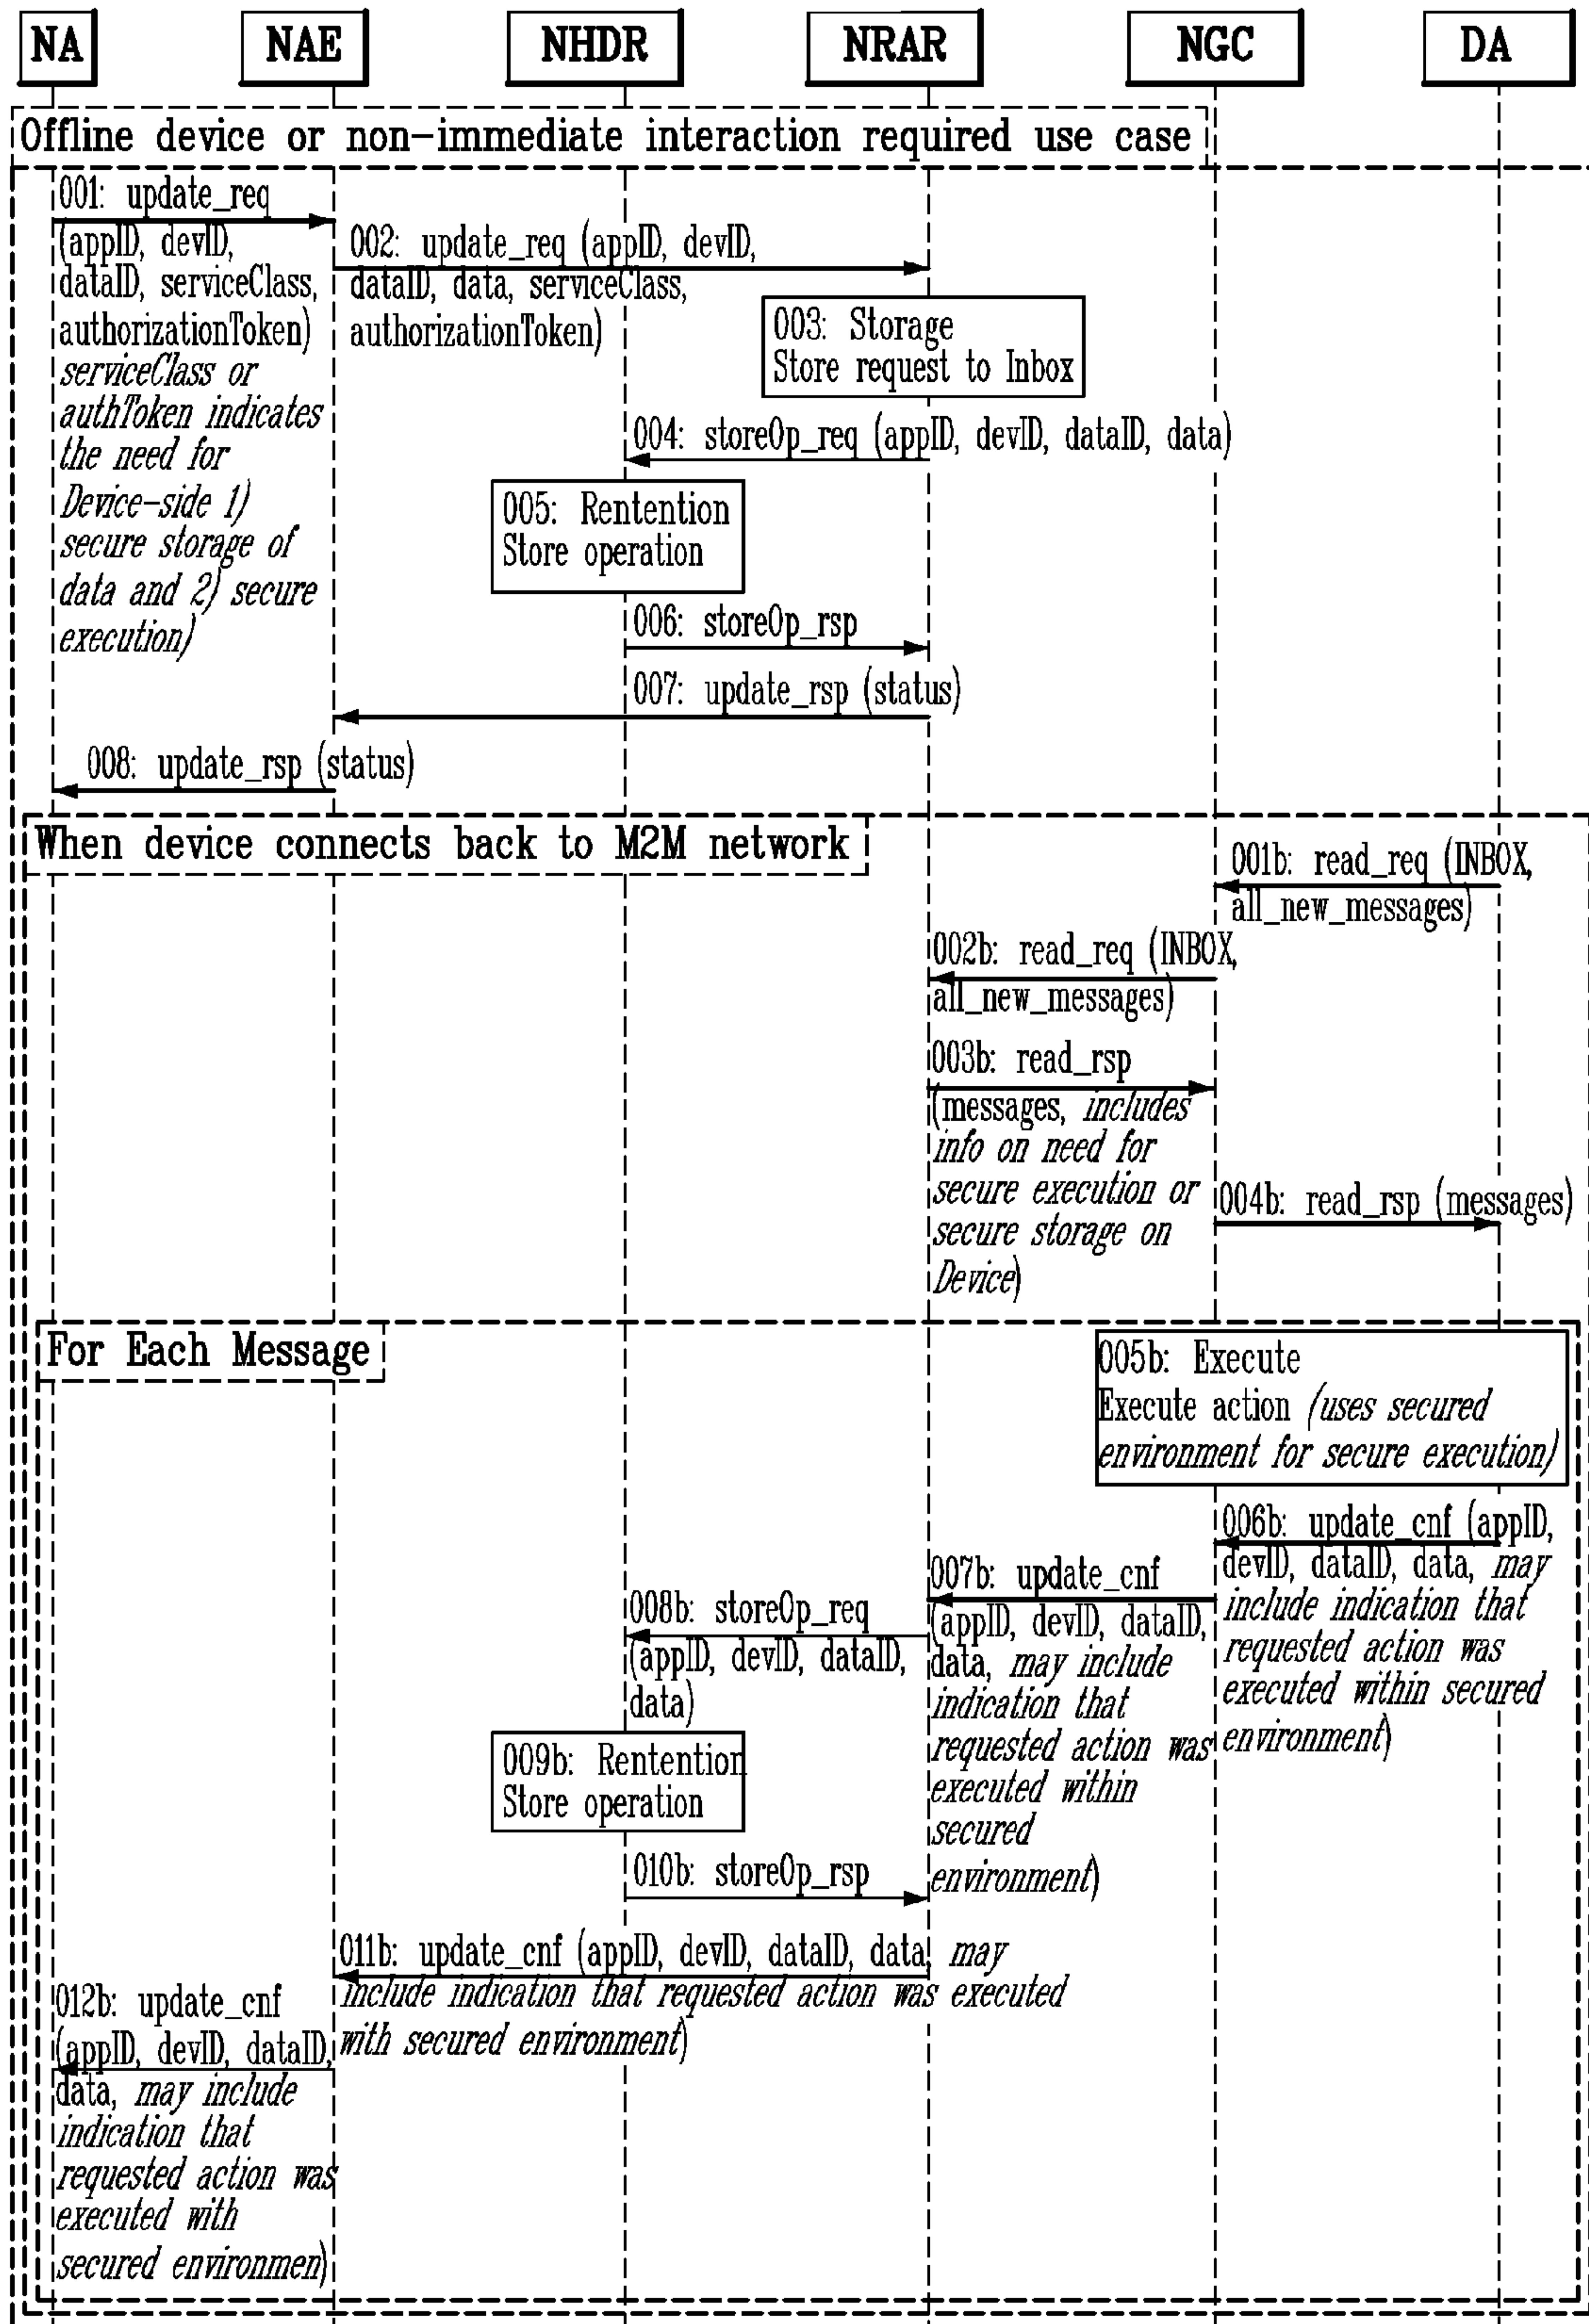 NA
NAE
NHDR
NRAR
NGC
DA
Offline device or non-immediate interaction required use case
001: update_req
(appID, devID,
dataID, serviceClass,
authorizationToken)
serviceClass or
authToken indicates
the need for
Device-side 1)
secure storage of
data and 2) secure
execution)
002: update_req (appID, devID,
dataID, data, serviceClass,
authorizationToken)
003: Storage
Store request to Inbox
004: storeOp_req (appID, devID, dataID, data)
005: Rentention
Store operation
006: storeOp_rsp
007: update_rsp (status)
008: update_rsp (status)
When device connects back to M2M network
001b: read_req (INBOX,
all_new_messages)
002b: read_req (INBOX,
all_new_messages)
003b: read_rsp
(messages, includes
info on need for
secure execution or
secure storage on
Device)
004b: read_rsp (messages)
For Each Message
005b: Execute
Execute action (uses secured
environment for secure execution)
006b: update_cnf (appID,
devID, dataID, data, may
include indication that
requested action was
executed within secured
environment)
007b: update_cnf
(appID, devID, dataID,
data, may include
indication that
requested action was
executed within
secured
environment)
008b: storeOp_req
(appID, devID, dataID,
data)
009b: Rentention
Store operation
010b: storeOp_rsp
011b: update_cnf (appID, devID, dataID, data, may
include indication that requested action was executed
with secured environment)
012b: update_cnf
(appID, devID, dataID,
data, may include
indication that
requested action was
executed with
secured environmen)